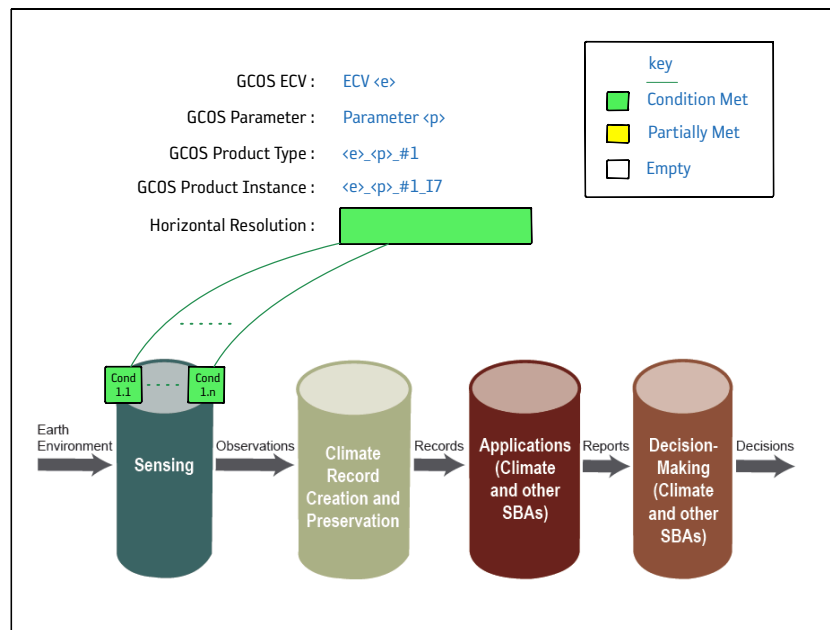 GCOS ECV : ECV <e>
GCOS Parameter : Parameter <p>
GCOS Product Type : <e>_<p>_#1
GCOS Product Instance : <e>_<p>_#1_I7
Horizontal Resolution :
key
Condition Met
Partially Met
Empty
Cond
1.1
Cond
1.n
Earth
Environment
Sensing
Observations
Climate
Record
Creation and
Preservation
Records
Applications
(Climate
and other
SBAs)
Reports
Decision-
Making
(Climate
and other
SBAs)
Decisions